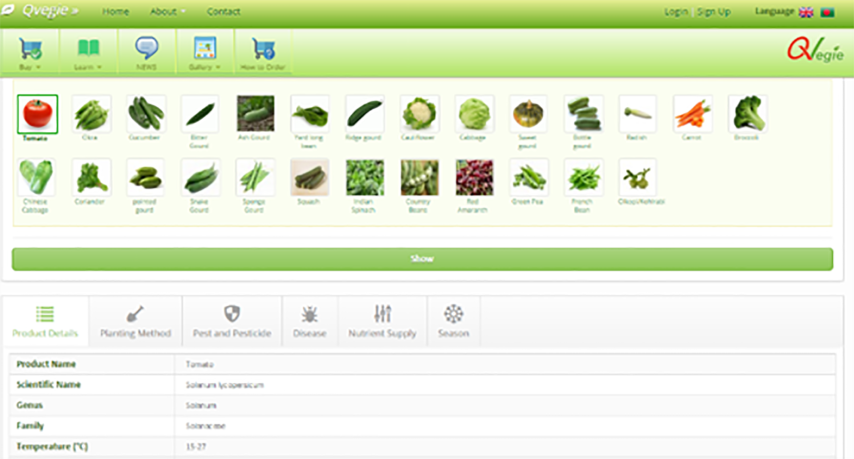 Qvegie »
Home About Contact
Login Sign Up Language
Buy Learn NEWS Gallery How to Order
QVegie
Tomato Okra Cucumber Bitter Gourd Ash Gourd Yard long bean Ridge gourd Cauliflower Cabbage Sweet gourd Bottle gourd Radish Carrot Broccoli
Chinese Cabbage Coriander pointed gourd Snake Gourd Sponge Gourd Squash Indian Spinach Country Beans Red Amaranth Green Pea French Bean
Show
Product Details Planting Method Pest and Pesticide Disease Nutrient Supply Season
Product Name Tomato
Scientific Name Solanum lycopersicum
Genus Solanum
Family Solanaceae
Temperature (°C) 15-27